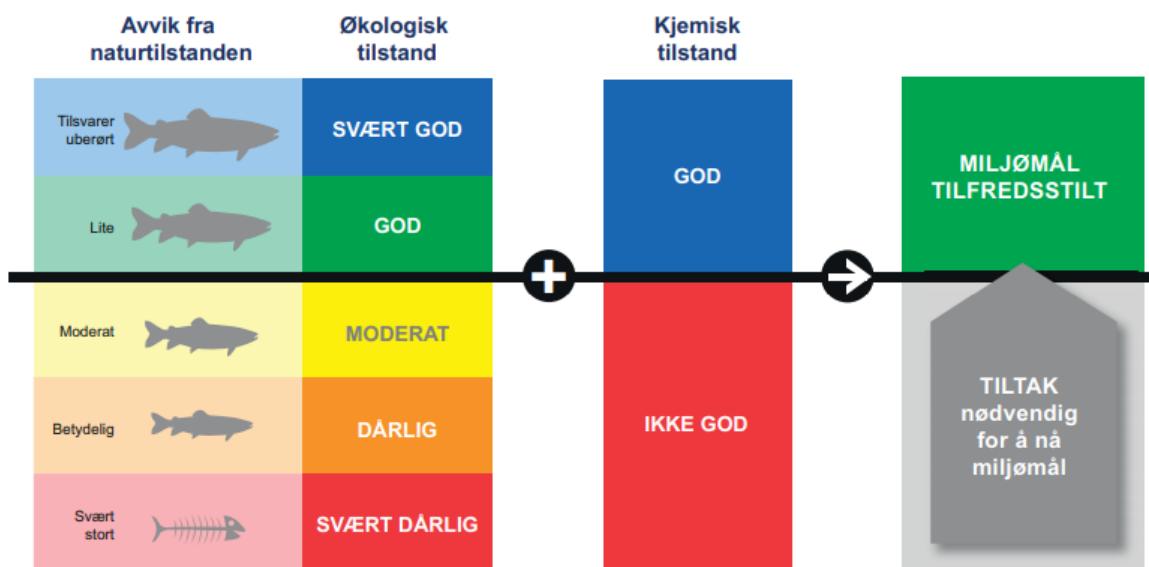 Avvik fra
naturtilstanden
Økologisk
tilstand
Kjemisk
tilstand
Tilsvarer
uberørt
SVÆRT GOD
Lite
GOD
Moderat
MODERAT
Betydelig
DÅRLIG
Svært
stort
SVÆRT DÅRLIG
GOD
IKKE GOD
MILJØMÅL
TILFREDSSTILT
TILTAK
nødvendig
for å nå
miljømål